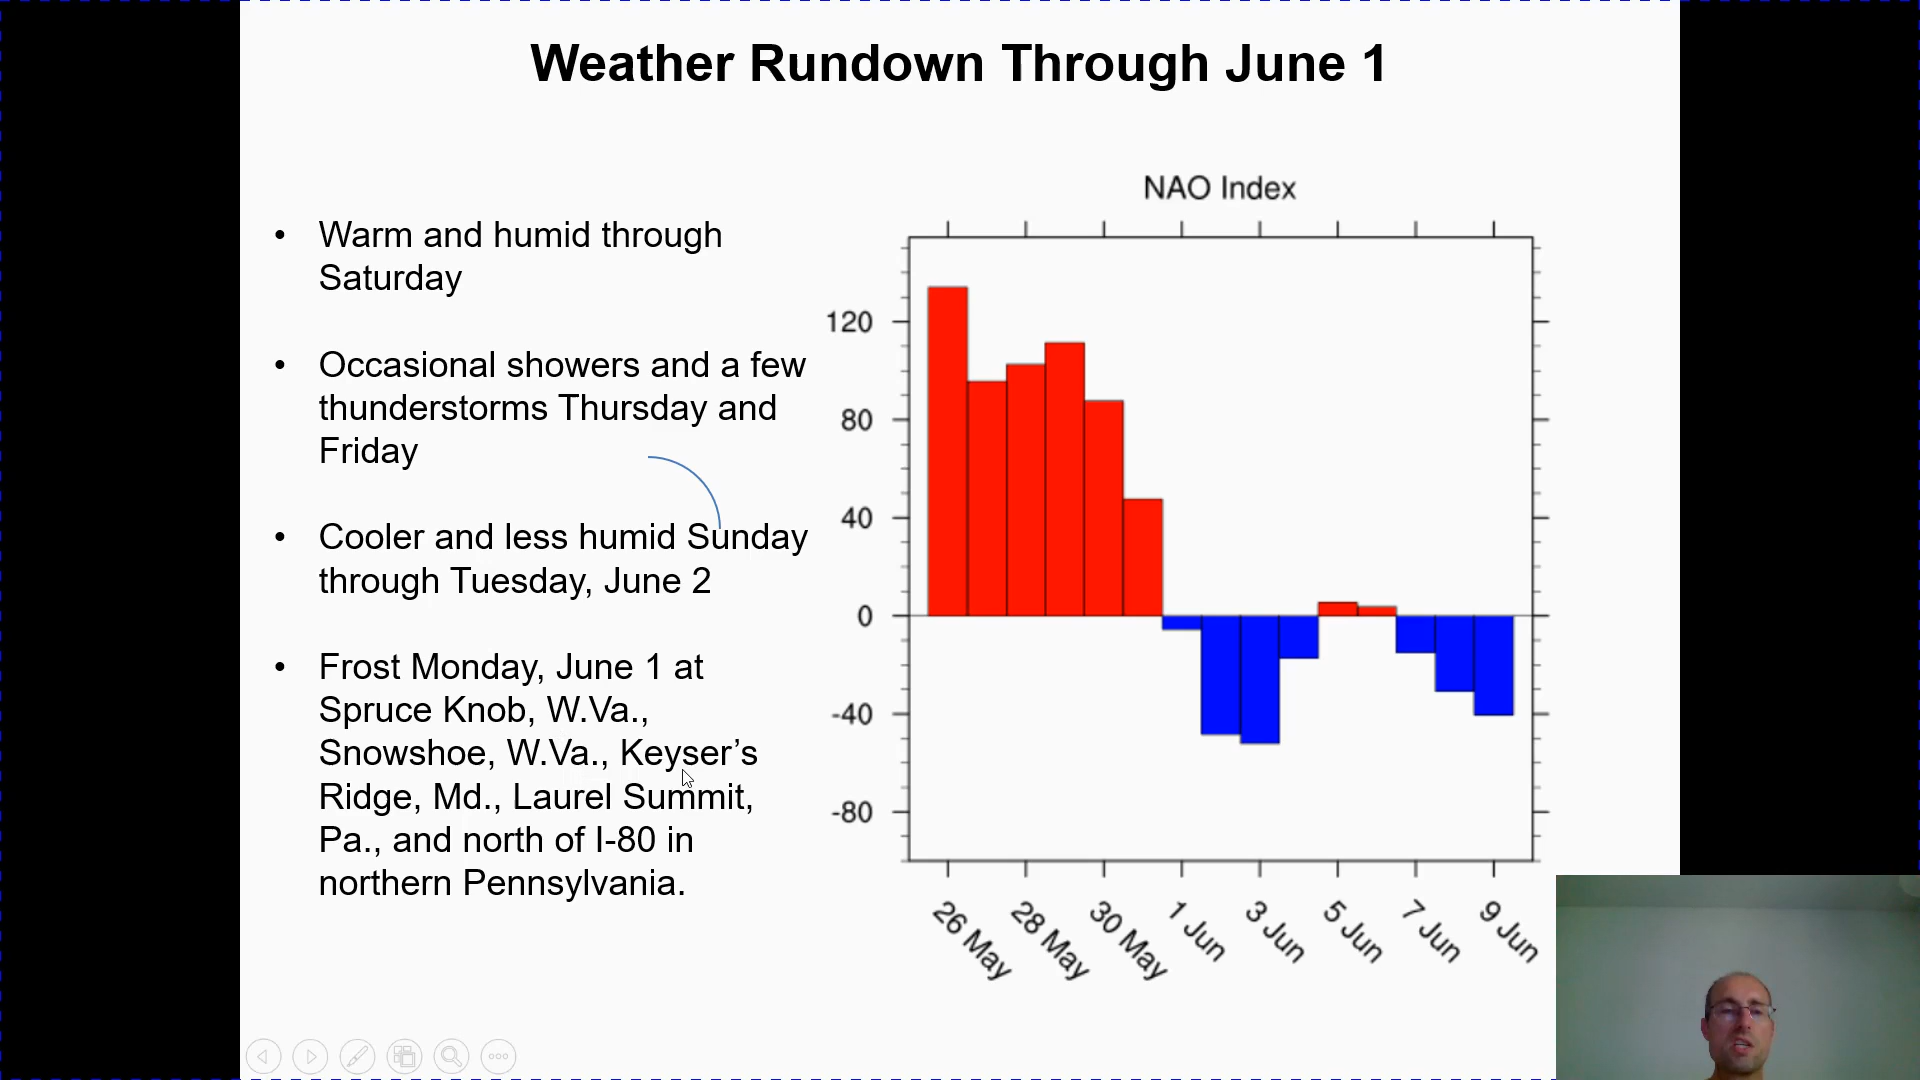 Weather Rundown Through June 1
• Warm and humid through
Saturday
• Occasional showers and a few
thunderstorms Thursday and
Friday
• Cooler and less humid Sunday
through Tuesday, June 2
• Frost Monday, June 1 at
Spruce Knob, W.Va.,
Snowshoe, W.Va., Keyser’s
Ridge, Md., Laurel Summit,
Pa., and north of I-80 in
northern Pennsylvania.
NAO Index
120
80
40
0
-40
-80
26 May
28 May
30 May
1 Jun
3 Jun
5 Jun
7 Jun
9 Jun